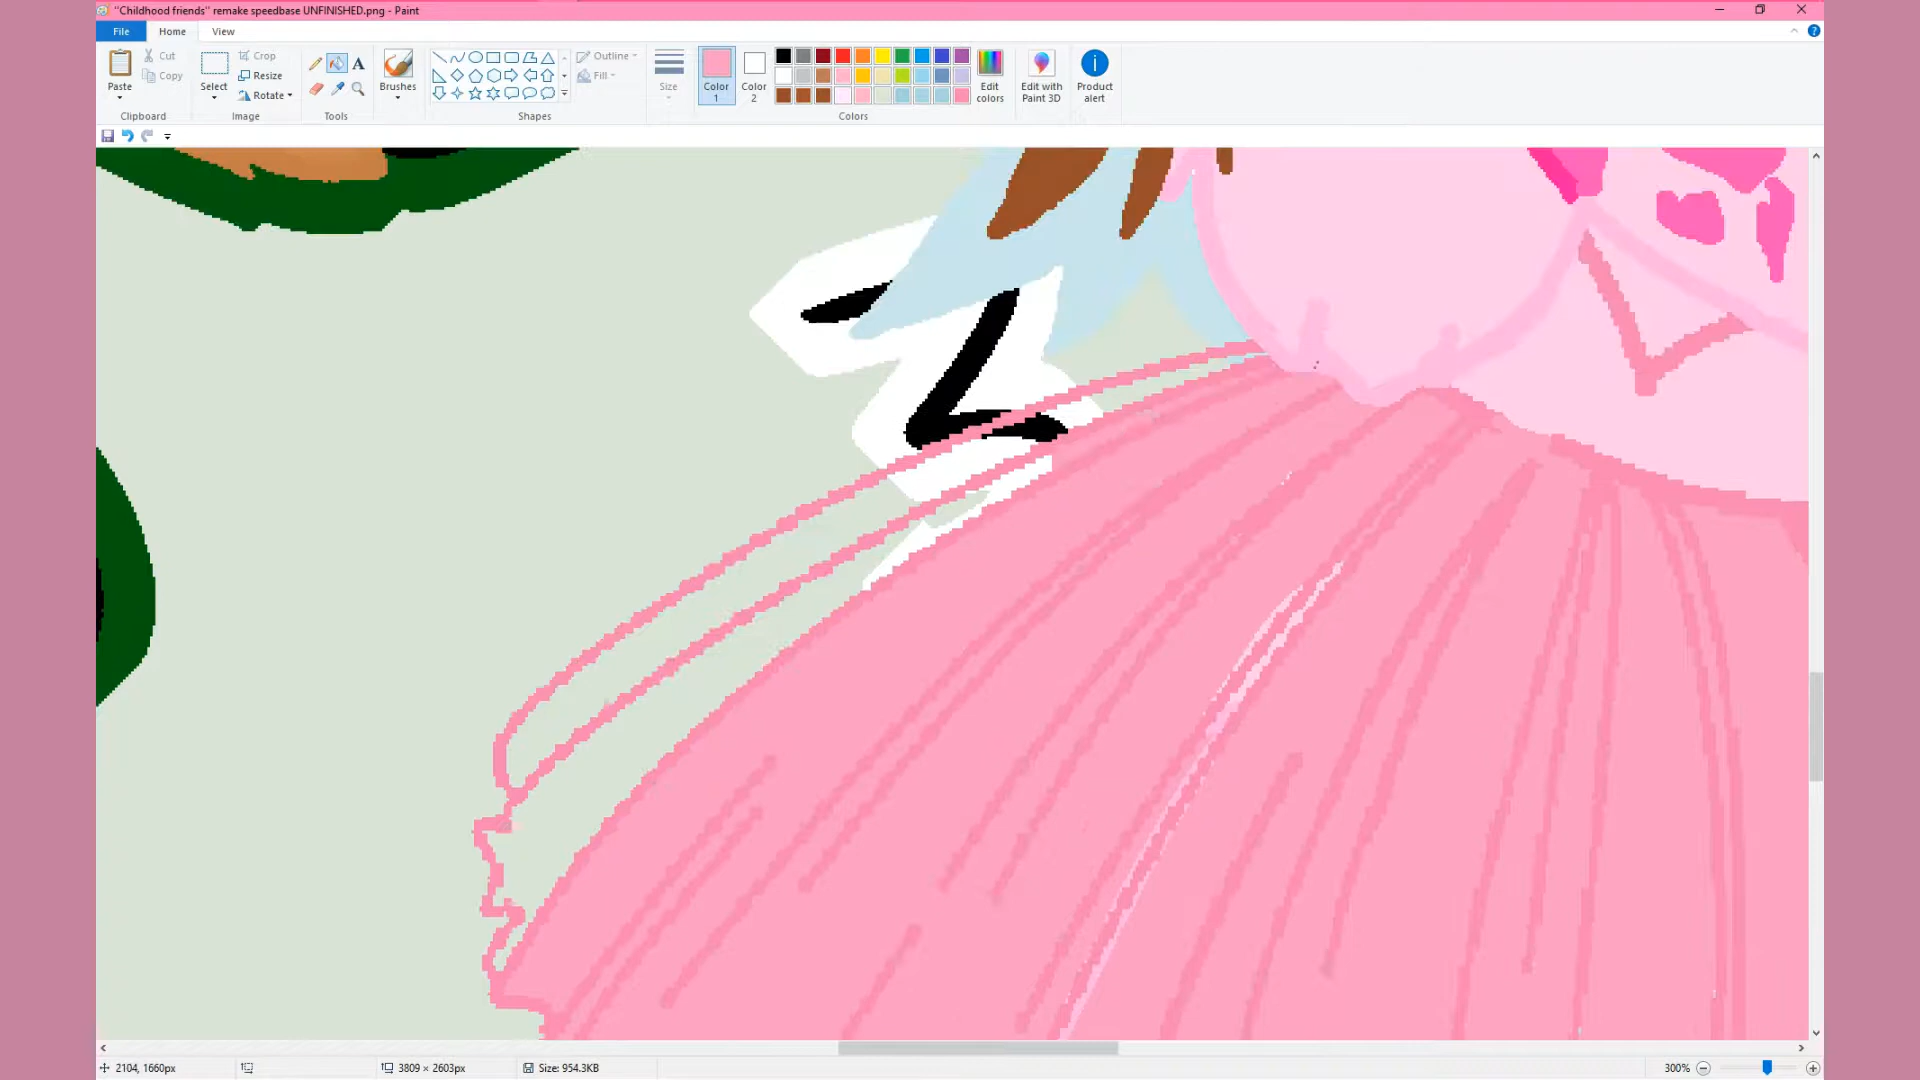 "Childhood friends" remake speedbase UNFINISHED.png - Paint
File Home View
Paste Cut Copy
Clipboard
Select Crop Resize Rotate
Image
A
Tools
Brushes
Outline Fill
Shapes
Size
Color 1 Color 2
Edit colors
Colors
Edit with Paint 3D
Product alert
2104, 1660px 3809 × 2603px Size: 954.3KB 300%